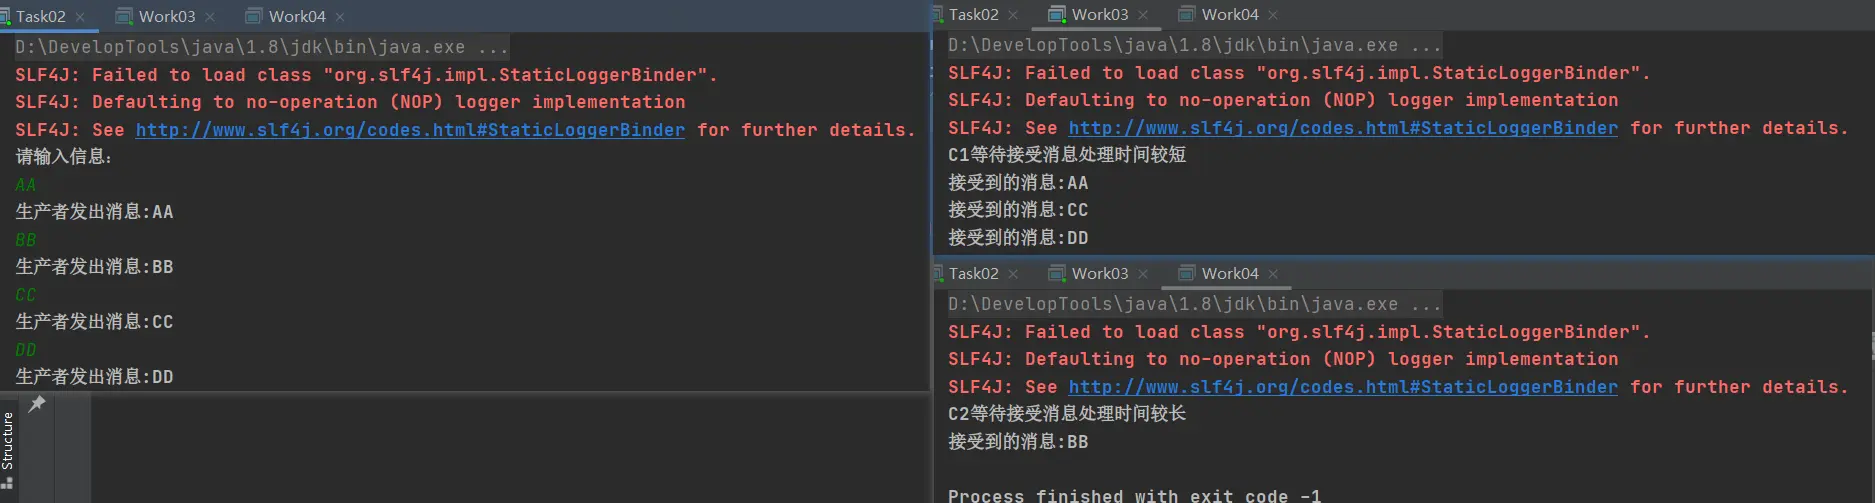 Task02 Work03 Work04
D:\DevelopTools\java\1.8\jdk\bin\java.exe ...
SLF4J: Failed to load class "org.slf4j.impl.StaticLoggerBinder".
SLF4J: Defaulting to no-operation (NOP) logger implementation
SLF4J: See http://www.slf4j.org/codes.html#StaticLoggerBinder for further details.
请输入信息:
AA
生产者发出消息:AA
BB
生产者发出消息:BB
CC
生产者发出消息:CC
DD
生产者发出消息:DD
Structure
Task02 Work03 Work04
D:\DevelopTools\java\1.8\jdk\bin\java.exe ...
SLF4J: Failed to load class "org.slf4j.impl.StaticLoggerBinder".
SLF4J: Defaulting to no-operation (NOP) logger implementation
SLF4J: See http://www.slf4j.org/codes.html#StaticLoggerBinder for further details.
C1等待接受消息处理时间较短
接受到的消息:AA
接受到的消息:CC
接受到的消息:DD
Task02 Work03 Work04
D:\DevelopTools\java\1.8\jdk\bin\java.exe ...
SLF4J: Failed to load class "org.slf4j.impl.StaticLoggerBinder".
SLF4J: Defaulting to no-operation (NOP) logger implementation
SLF4J: See http://www.slf4j.org/codes.html#StaticLoggerBinder for further details.
C2等待接受消息处理时间较长
接受到的消息:BB
Process finished with exit code -1